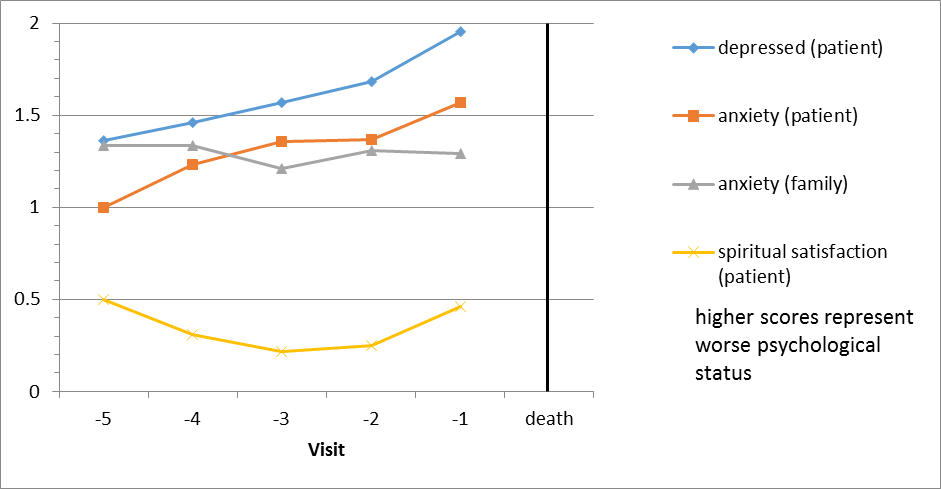 2
1.5
1
0.5
0
-5 -4 -3 -2 -1 death
Visit
depressed (patient)
anxiety (patient)
anxiety (family)
spiritual satisfaction
(patient)
higher scores represent
worse psychological
status